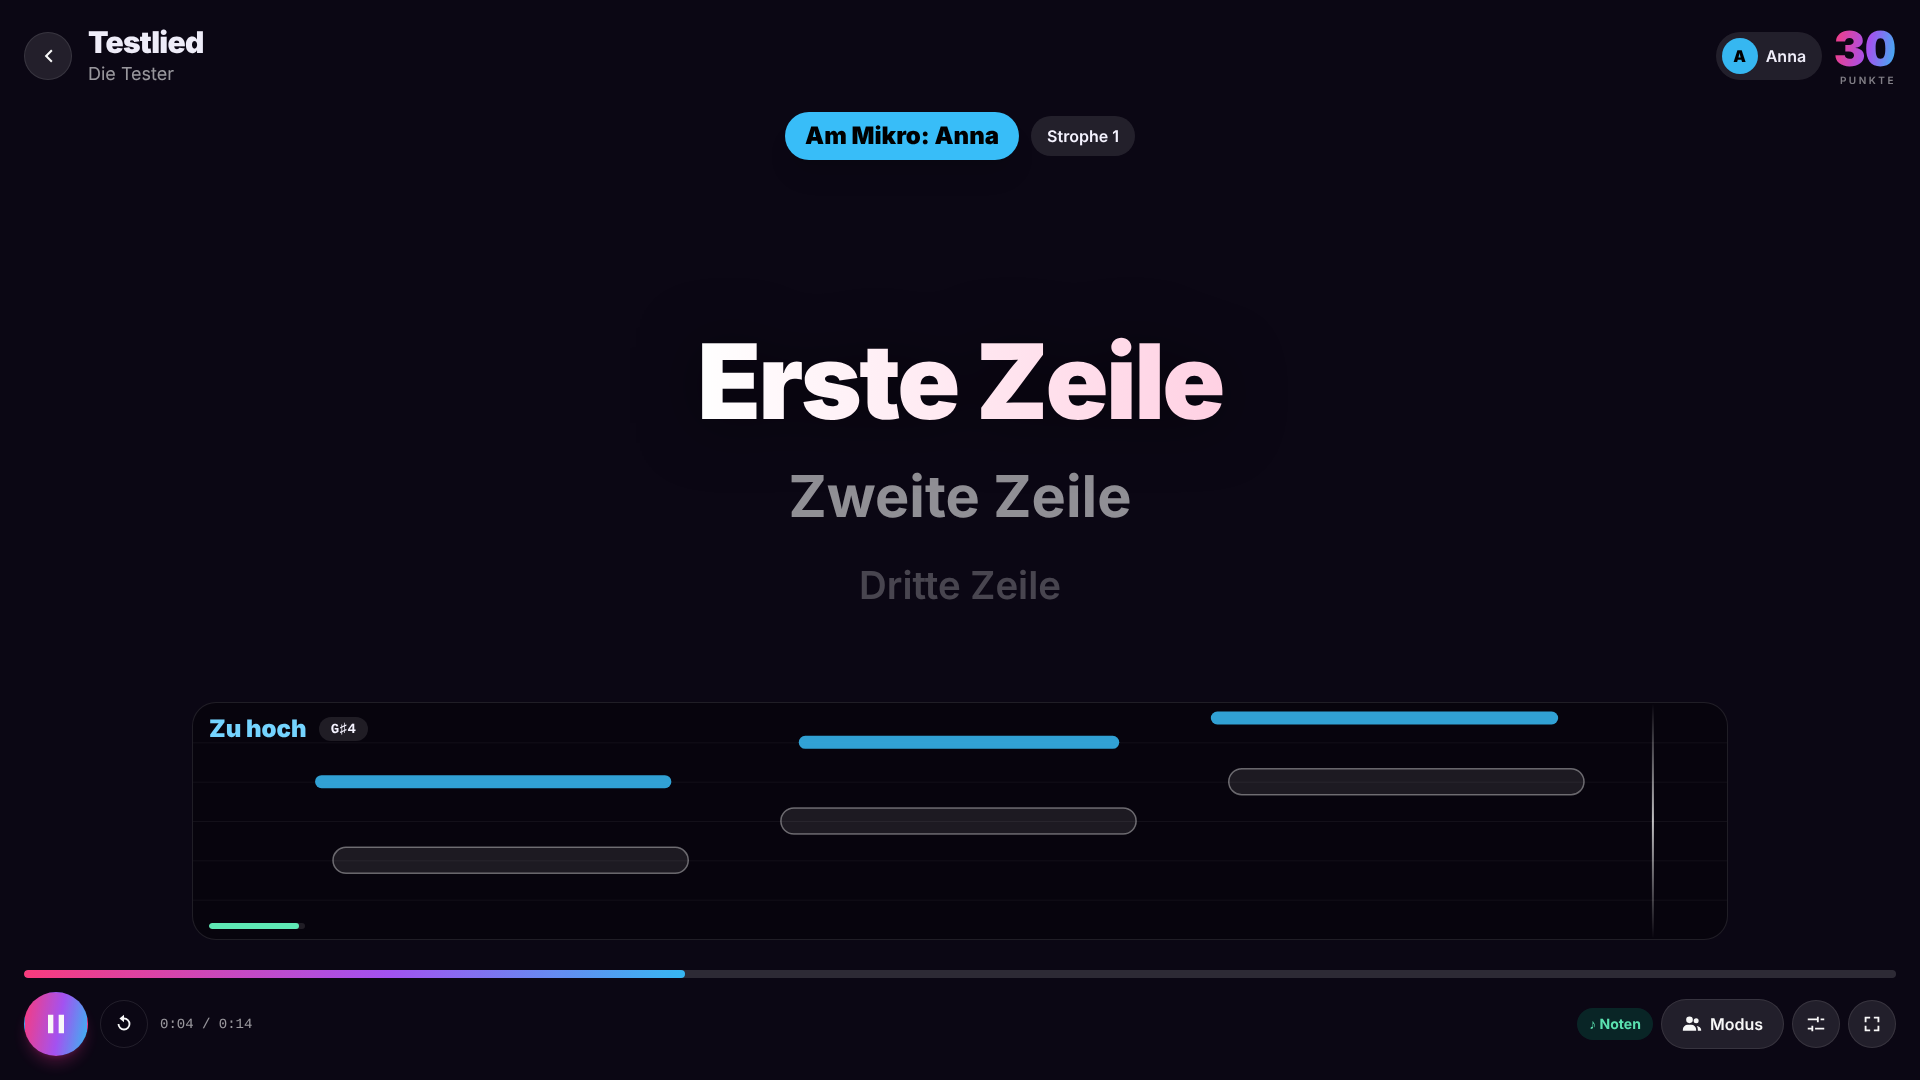 Testlied
Die Tester
A Anna
30
PUNKTE
Am Mikro: Anna
Strophe 1
Erste Zeile
Zweite Zeile
Dritte Zeile
Zu hoch
G♯4
0:04 / 0:14
♪ Noten
Modus